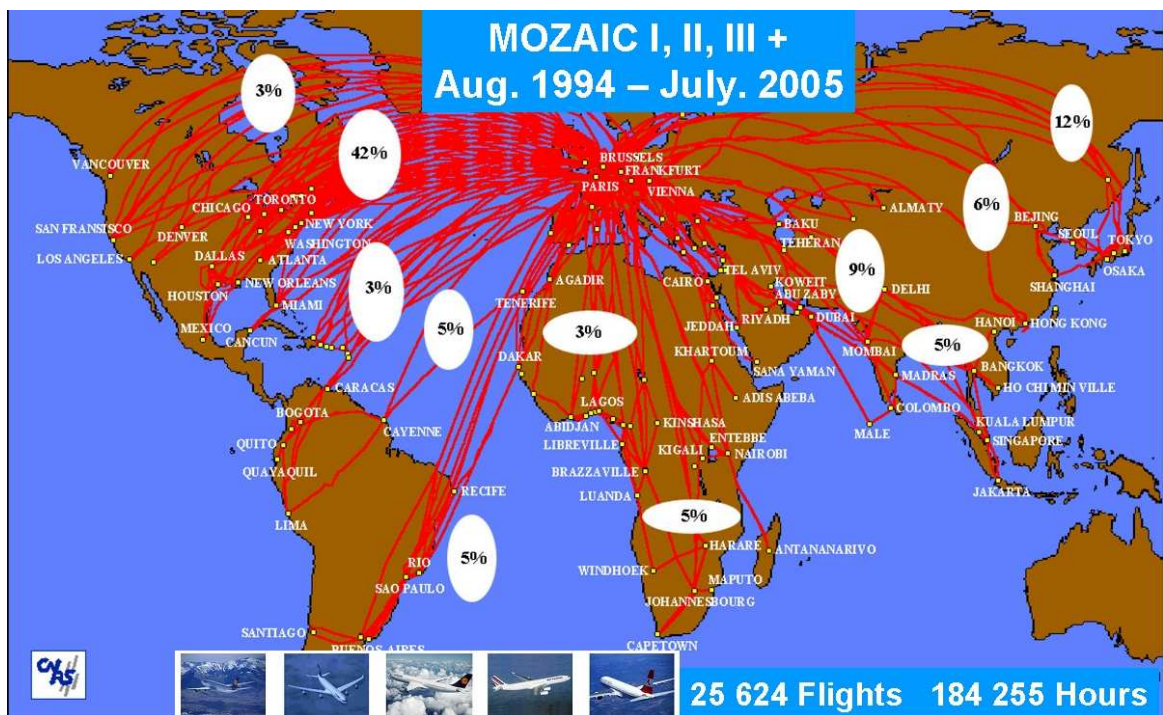 MOZAIC I, II, III +
Aug. 1994 – July. 2005
3%
12%
42%
BRUSSELS
FRANKFURT
PARIS
VIENNA
VANCOUVER
TORONTO
CHICAGO
NEW YORK
SAN FRANSISTCO
DENVER
WASHINGTON
LOS ANGELES
DALLAS
ATLANTA
NEW ORLEANS
HOUSTON
MIAMI
MEXICO
CANCUN
3%
5%
3%
9%
6%
5%
ALMATY
BAKU
TEHERAN
BEJING
SEOUL
TOKYO
OSAKA
SHANGHAI
AGADIR
TENERIFE
CAIRO
TEL AVIV
KOWEIT
ABU ZABY
DELHI
RIYADH
DUBAI
JEDDAH
HANOI
HONG KONG
DAKAR
KHARTOUM
SANA YAMAN
MOMBAI
MADRAS
BANGKOK
HO CHI MIN VILLE
CARACAS
BOGOTA
CAYENNE
LAGOS
ABIDJAN
ADIS ABEBA
KINSHASA
COLOMBO
KUALA LUMPUR
MALE
SINGAPORE
QUITO
LIBREVILLE
ENTEBBE
KIGALI
NAIROBI
QUAYAQUIL
BRAZZAVILLE
JAKARTA
RECIFE
LUANDA
LIMA
5%
HARARE
ANTANANARIVO
RIO
5%
SAO PAULO
WINDHOEK
MAPUTO
JOHANNESBOURG
SANTIAGO
BUENOS AIRES
CAPETOWN
CNRS
25 624 Flights 184 255 Hours